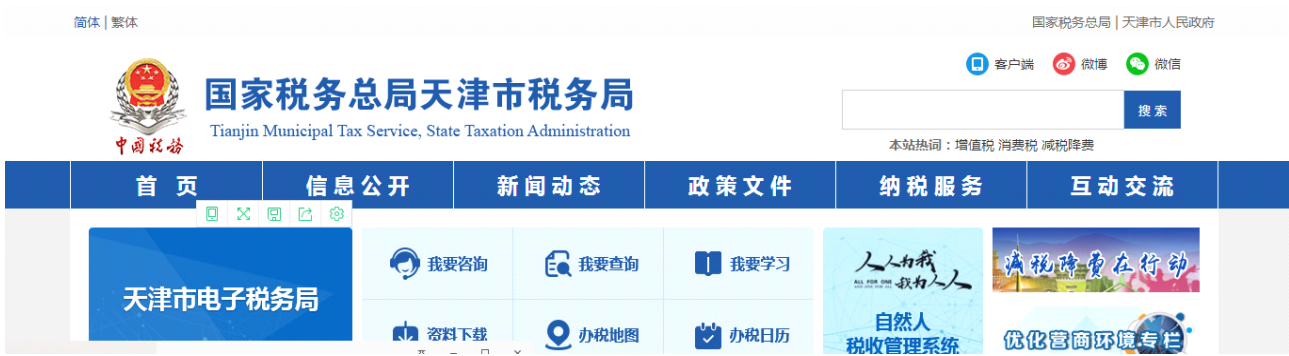 简体 | 繁体
国家税务总局 | 天津市人民政府
客户端 微博 微信
国家税务总局天津市税务局
Tianjin Municipal Tax Service, State Taxation Administration
中国税务
搜 索
本站热词：增值税 消费税 减税降费
首 页 信息公开 新闻动态 政策文件 纳税服务 互动交流
天津市电子税务局
我要咨询 我要查询 我要学习
资料下载 办税地图 办税日历
人人为我
ALL FOR ONE
我为人人
自然人
税收管理系统
减税降费在行动
优化营商环境专栏